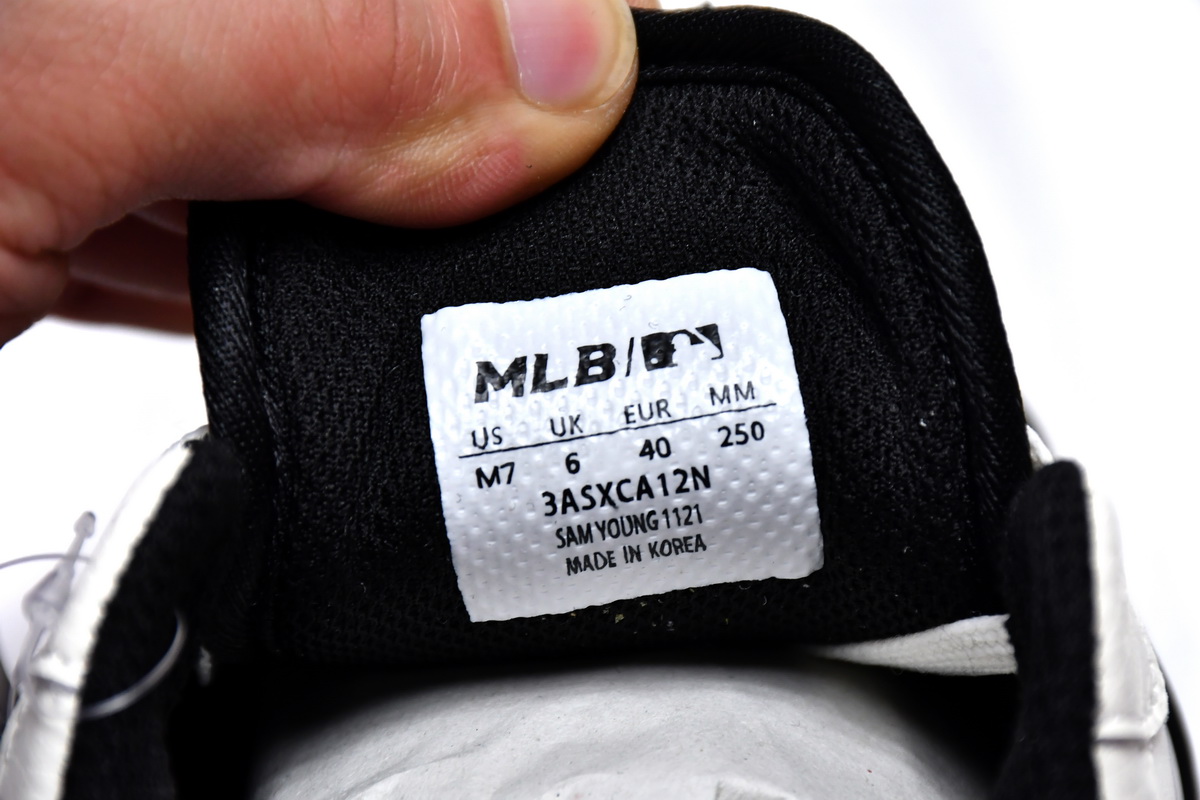 MLB
US UK EUR MM
M7 6 40 250
3ASXCA12N
SAM YOUNG 1121
MADE IN KOREA